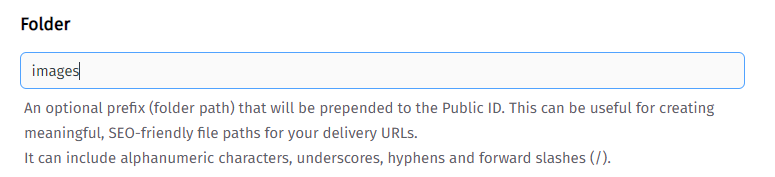 Folder
images
An optional prefix (folder path) that will be prepended to the Public ID. This can be useful for creating
meaningful, SEO-friendly file paths for your delivery URLs.
It can include alphanumeric characters, underscores, hyphens and forward slashes (/).